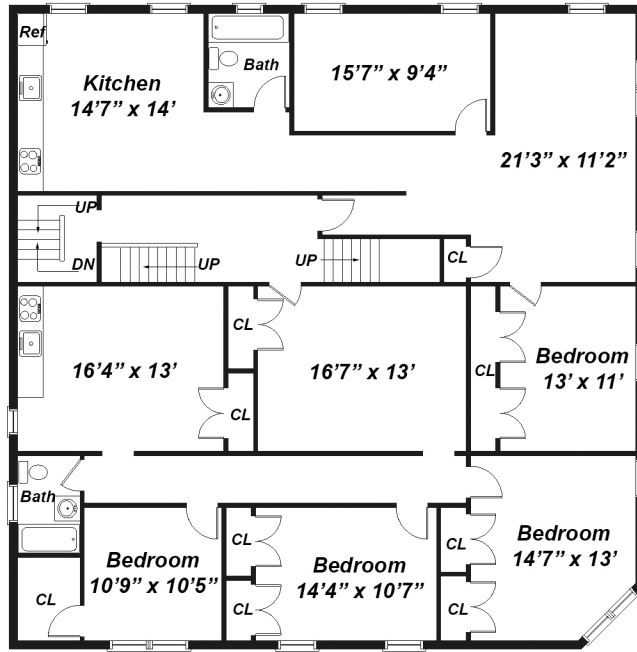 Ref
Kitchen
14'7" x 14'
Bath
15'7" x 9'4"
21'3" x 11'2"
UP
DN
UP
UP
CL
CL
16'4" x 13'
CL
16'7" x 13'
CL
Bedroom
13' x 11'
Bath
CL
Bedroom
10'9" x 10'5"
CL
CL
Bedroom
14'4" x 10'7"
CL
CL
Bedroom
14'7" x 13'